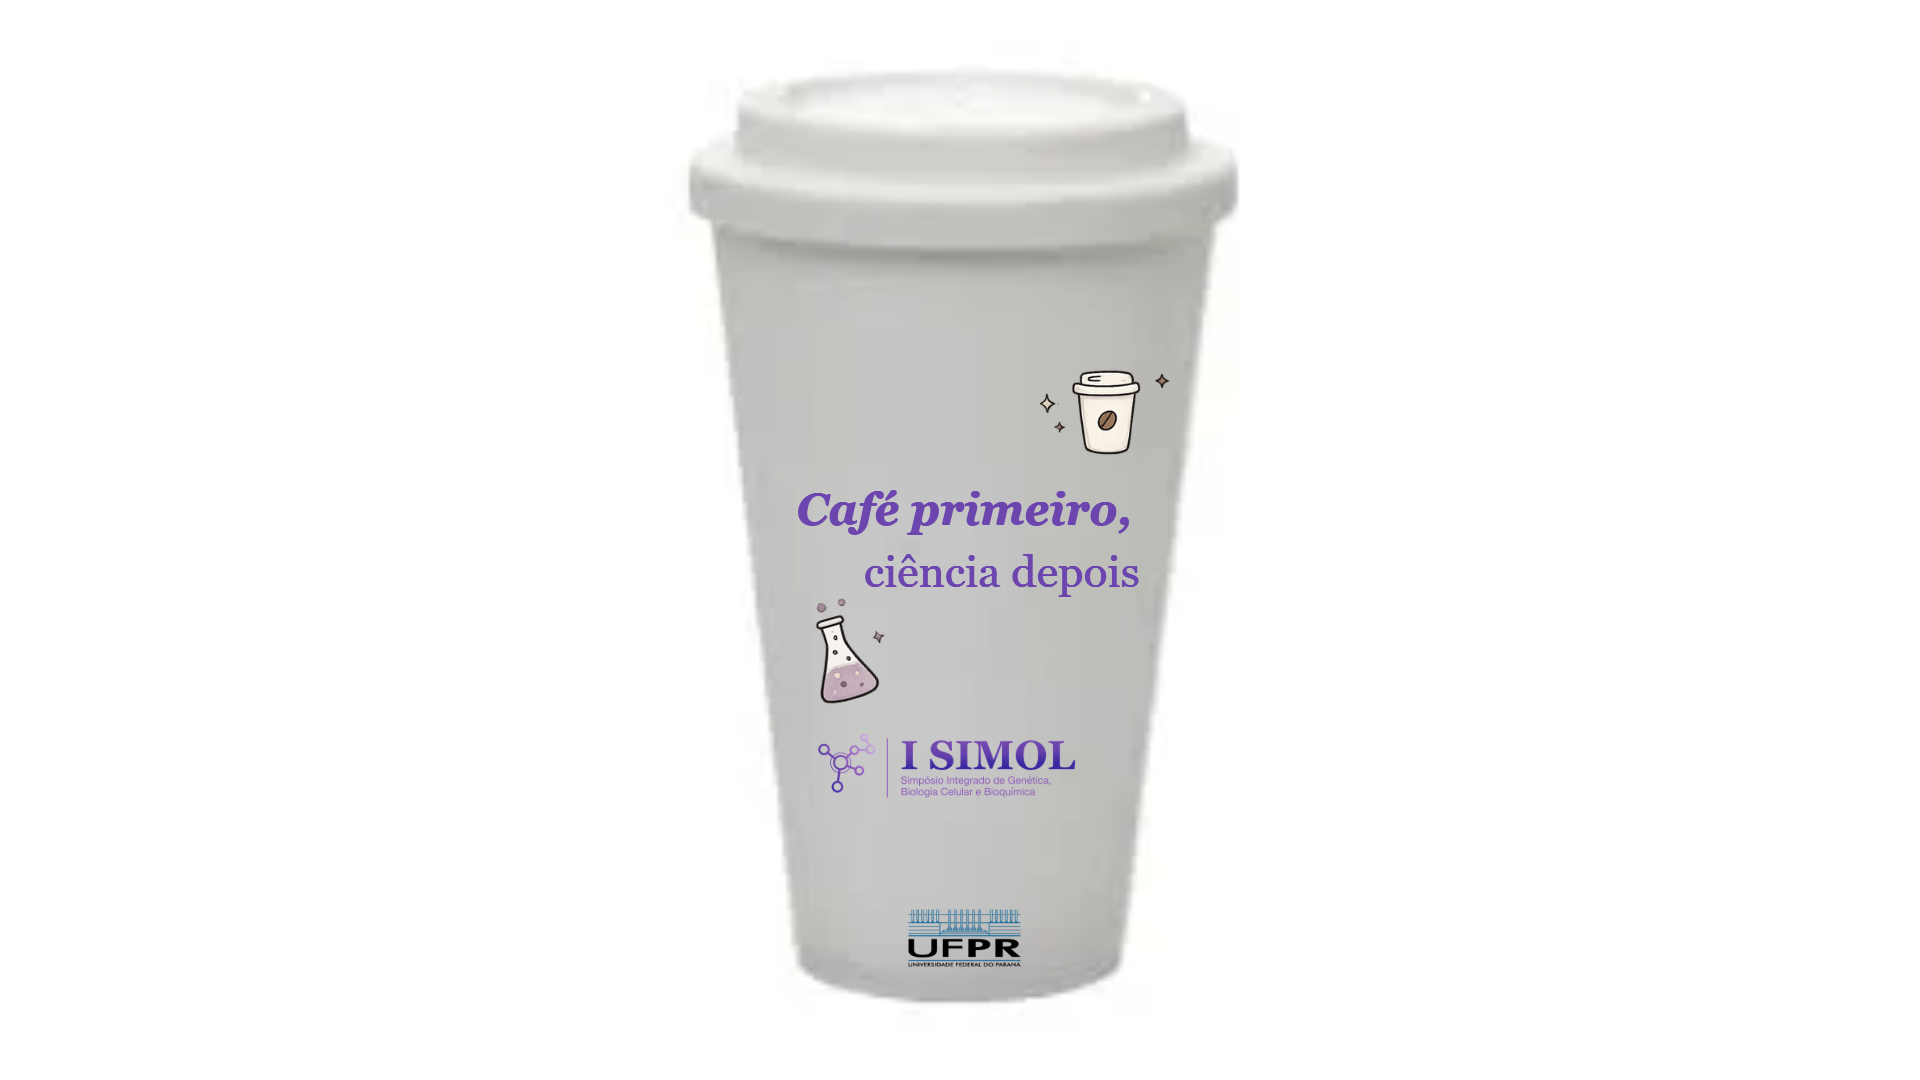 Café primeiro,
ciência depois
I SIMOL
Simpósio Integrado de Genética,
Biologia Celular e Bioquímica
UFPR
UNIVERSIDADE FEDERAL DO PARANÁ